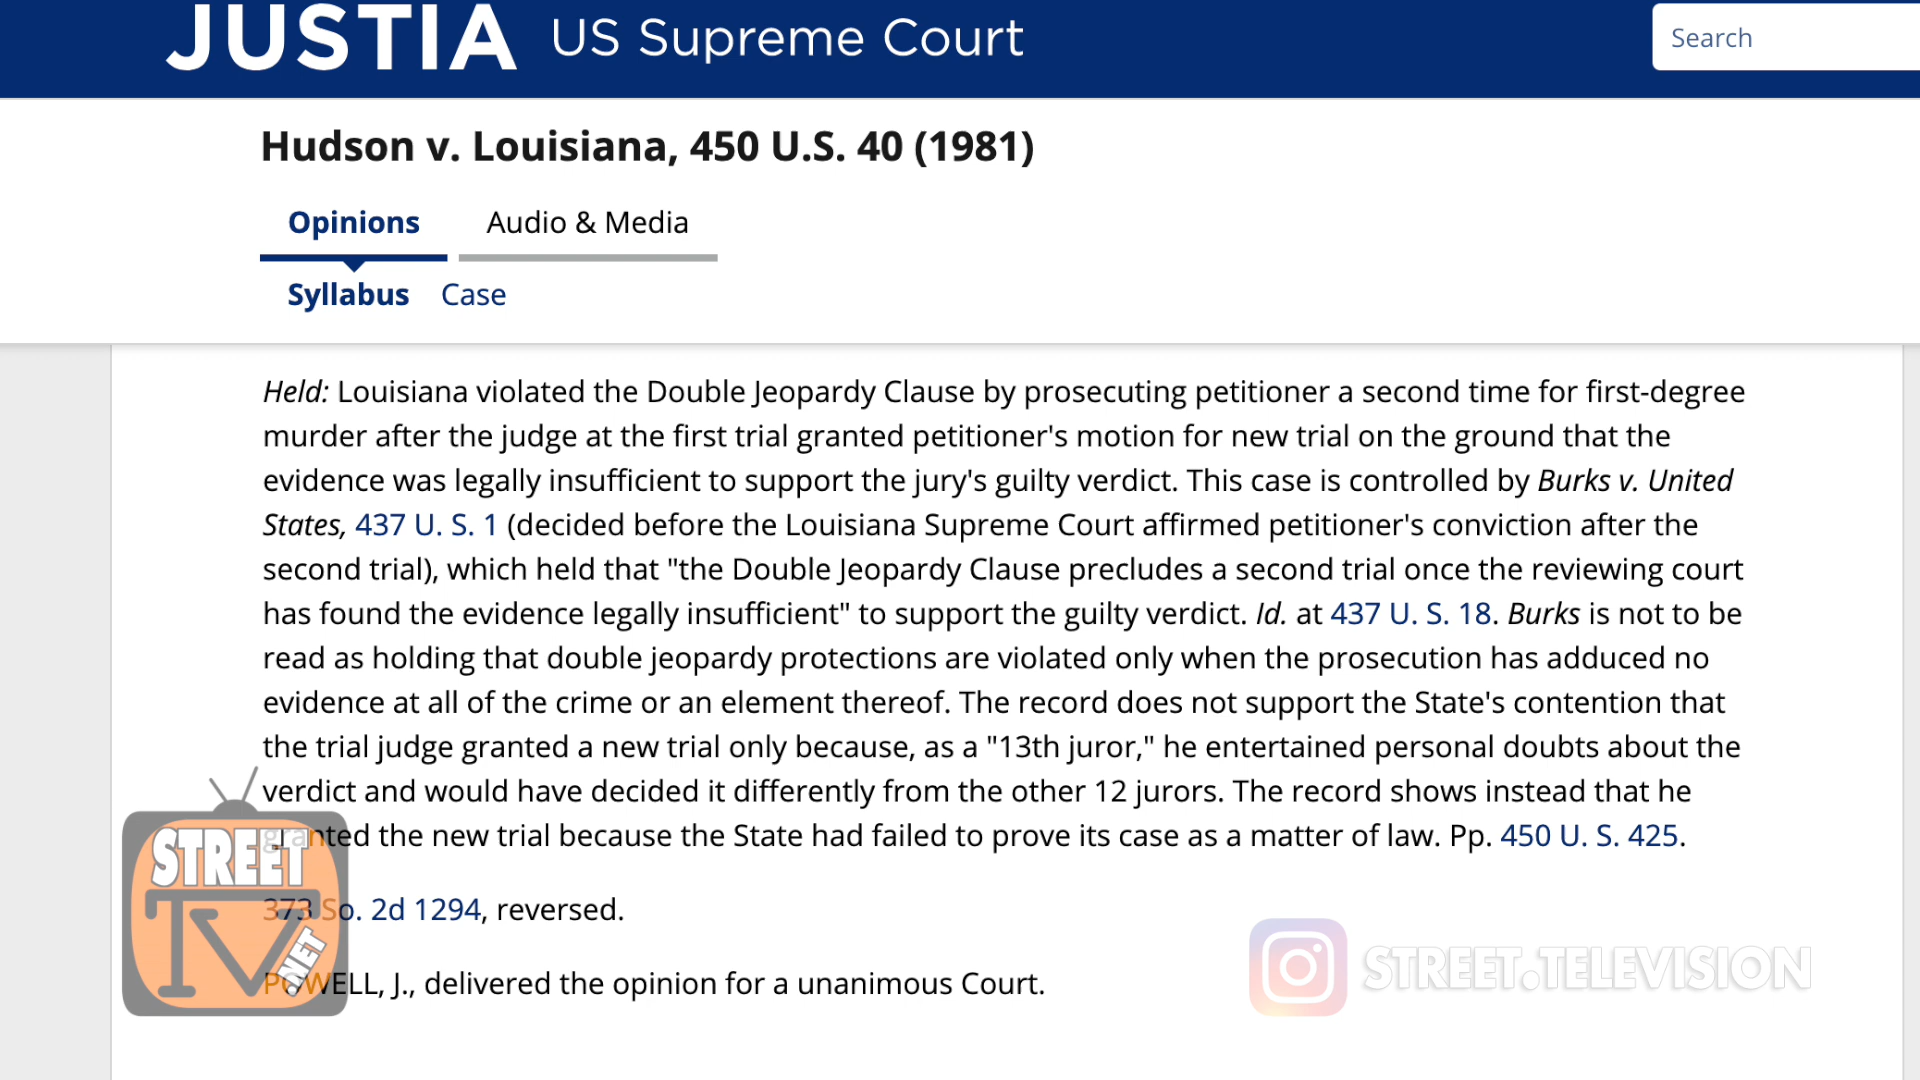 JUSTIA US Supreme Court
Search
Hudson v. Louisiana, 450 U.S. 40 (1981)
Opinions Audio & Media
Syllabus Case
Held: Louisiana violated the Double Jeopardy Clause by prosecuting petitioner a second time for first-degree
murder after the judge at the first trial granted petitioner's motion for new trial on the ground that the
evidence was legally insufficient to support the jury's guilty verdict. This case is controlled by Burks v. United
States, 437 U. S. 1 (decided before the Louisiana Supreme Court affirmed petitioner's conviction after the
second trial), which held that "the Double Jeopardy Clause precludes a second trial once the reviewing court
has found the evidence legally insufficient" to support the guilty verdict. Id. at 437 U. S. 18. Burks is not to be
read as holding that double jeopardy protections are violated only when the prosecution has adduced no
evidence at all of the crime or an element thereof. The record does not support the State's contention that
the trial judge granted a new trial only because, as a "13th juror," he entertained personal doubts about the
verdict and would have decided it differently from the other 12 jurors. The record shows instead that he
granted the new trial because the State had failed to prove its case as a matter of law. Pp. 450 U. S. 425.
373 So. 2d 1294, reversed.
POWELL, J., delivered the opinion for a unanimous Court.
STREET
TV
.NET
STREET.TELEVISION